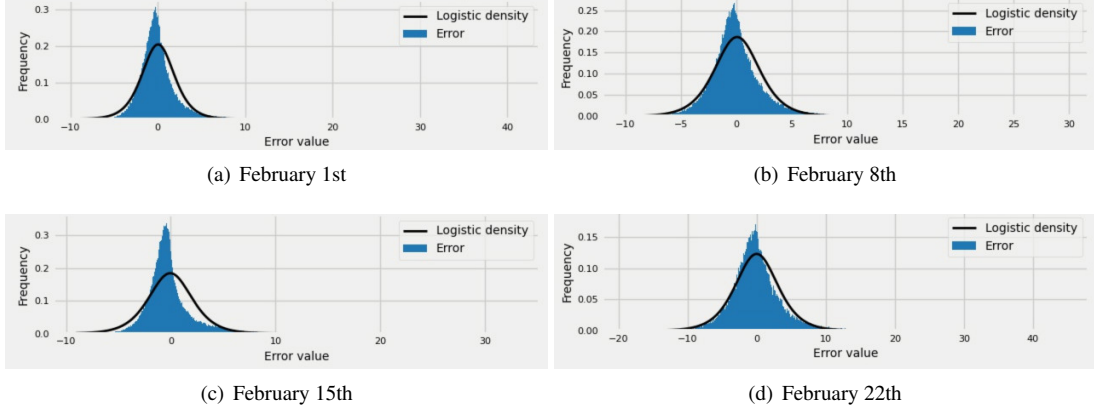 Frequency
0.3
0.2
0.1
0.0
Logistic density
Error
−10 0 10 20 30 40
Error value
(a) February 1st
Frequency
0.25
0.20
0.15
0.10
0.05
0.00
Logistic density
Error
−10 −5 0 5 10 15 20 25 30
Error value
(b) February 8th
Frequency
0.3
0.2
0.1
0.0
Logistic density
Error
−10 0 10 20 30
Error value
(c) February 15th
Frequency
0.15
0.10
0.05
0.00
Logistic density
Error
−20 −10 0 10 20 30 40
Error value
(d) February 22th